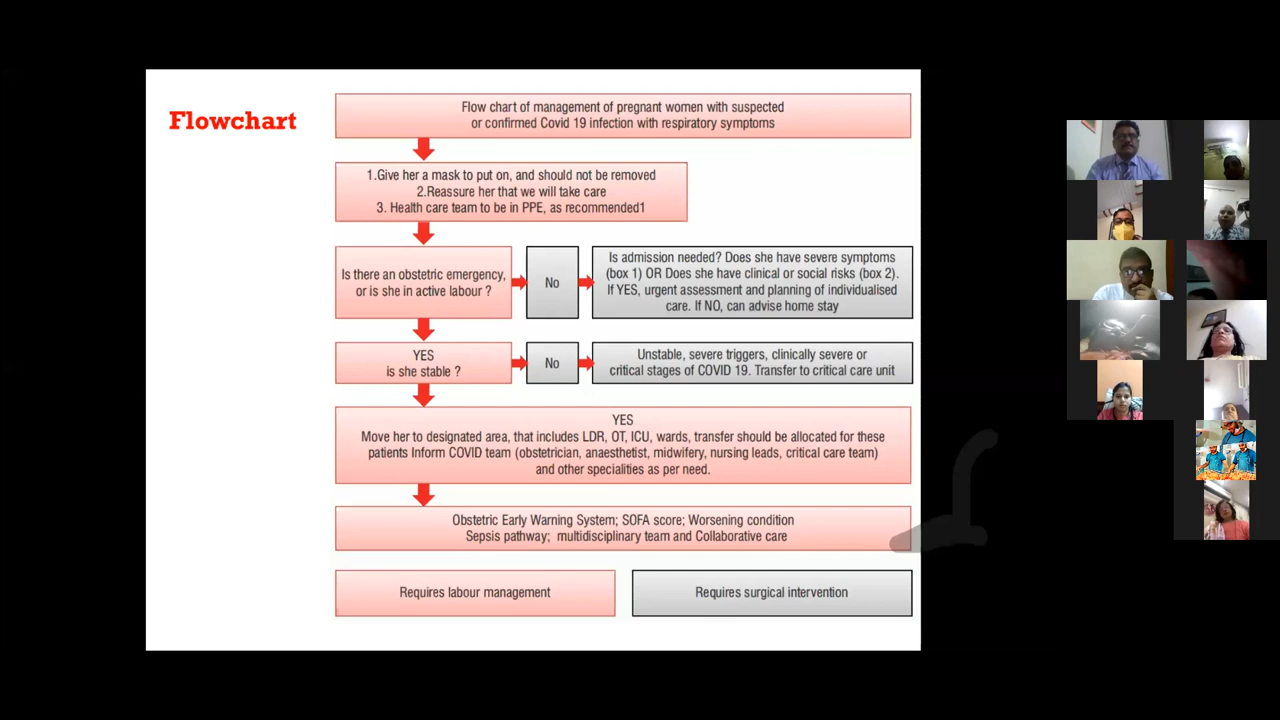 Flowchart
Flow chart of management of pregnant women with suspected
or confirmed Covid 19 infection with respiratory symptoms
1.Give her a mask to put on, and should not be removed
2.Reassure her that we will take care
3. Health care team to be in PPE, as recommended1
Is there an obstetric emergency,
or is she in active labour ?
No
Is admission needed? Does she have severe symptoms
(box 1) OR Does she have clinical or social risks (box 2).
If YES, urgent assessment and planning of individualised
care. If NO, can advise home stay
YES
is she stable ?
No
Unstable, severe triggers, clinically severe or
critical stages of COVID 19. Transfer to critical care unit
YES
Move her to designated area, that includes LDR, OT, ICU, wards, transfer should be allocated for these
patients Inform COVID team (obstetrician, anaesthetist, midwifery, nursing leads, critical care team)
and other specialities as per need.
Obstetric Early Warning System; SOFA score; Worsening condition
Sepsis pathway; multidisciplinary team and Collaborative care
Requires labour management
Requires surgical intervention